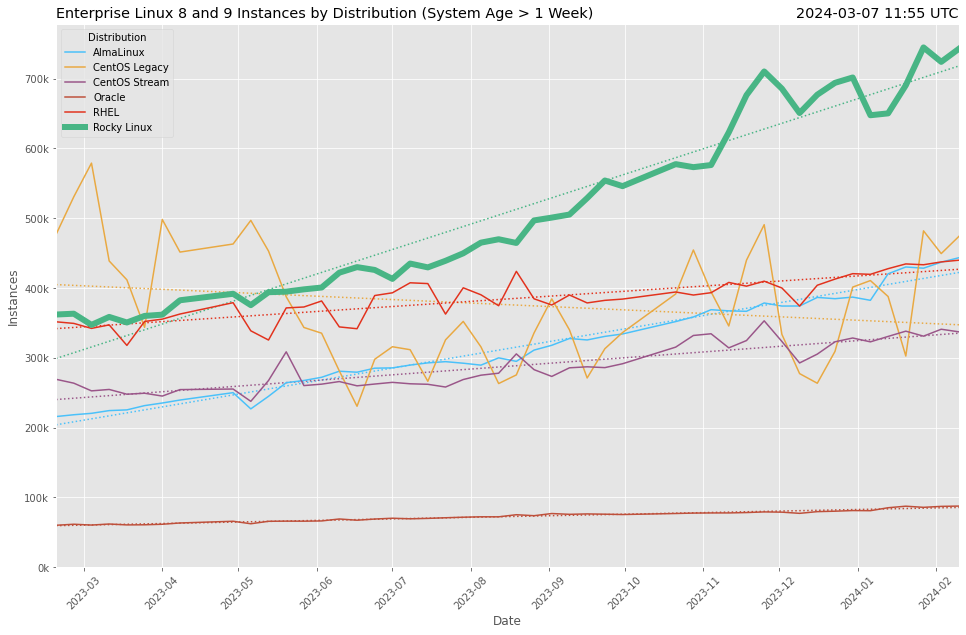 Enterprise Linux 8 and 9 Instances by Distribution (System Age > 1 Week)
2024-03-07 11:55 UTC
Distribution
AlmaLinux
CentOS Legacy
CentOS Stream
Oracle
RHEL
Rocky Linux
Instances
700k
600k
500k
400k
300k
200k
100k
0k
2023-03
2023-04
2023-05
2023-06
2023-07
2023-08
2023-09
2023-10
2023-11
2023-12
2024-01
2024-02
Date